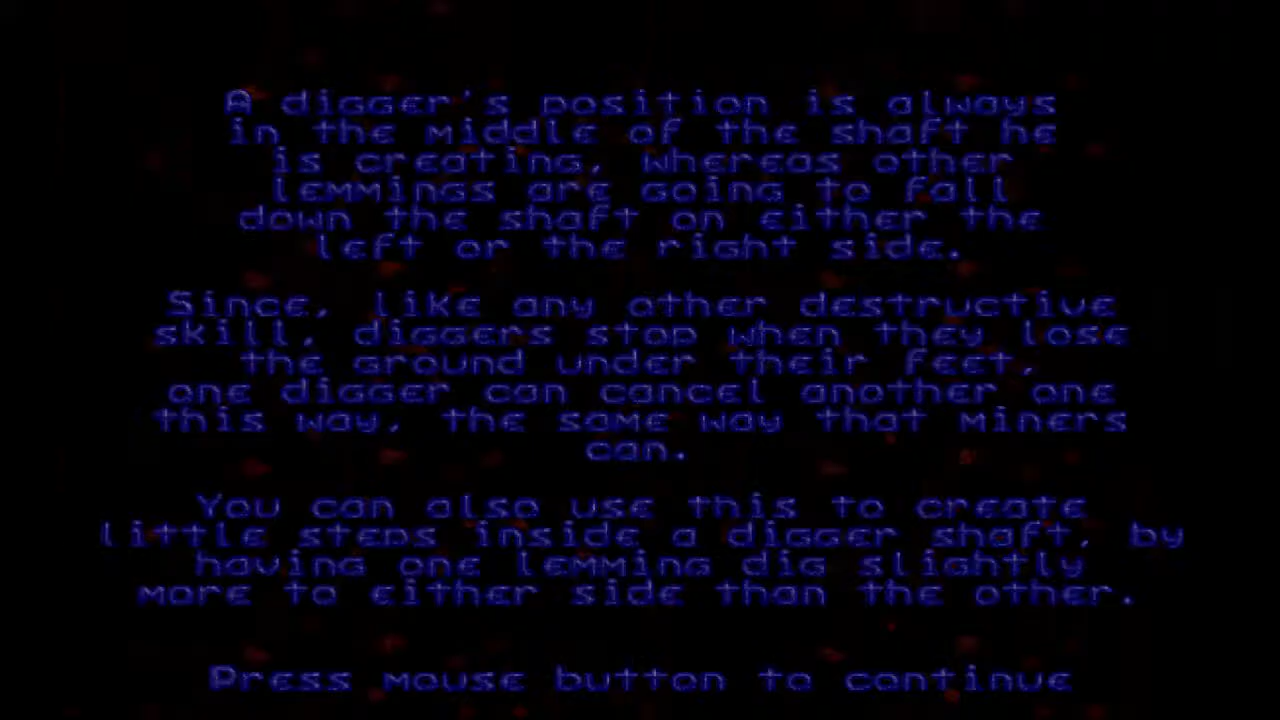 A digger's position is always
in the middle of the shaft he
is creating, whereas other
lemmings are going to fall
down the shaft on either the
left or the right side.
Since, like any other destructive
skill, diggers stop when they lose
the ground under their feet,
one digger can cancel another one
this way, the same way that miners
can.
You can also use this to create
little steps inside a digger shaft, by
having one lemming dig slightly
more to either side than the other.
Press mouse button to continue